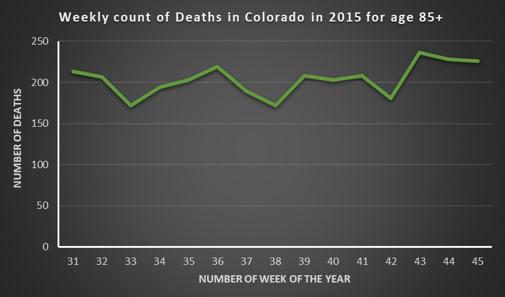 Weekly count of Deaths in Colorado in 2015 for age 85+
250
200
150
100
50
0
NUMBER OF DEATHS
31 32 33 34 35 36 37 38 39 40 41 42 43 44 45
NUMBER OF WEEK OF THE YEAR